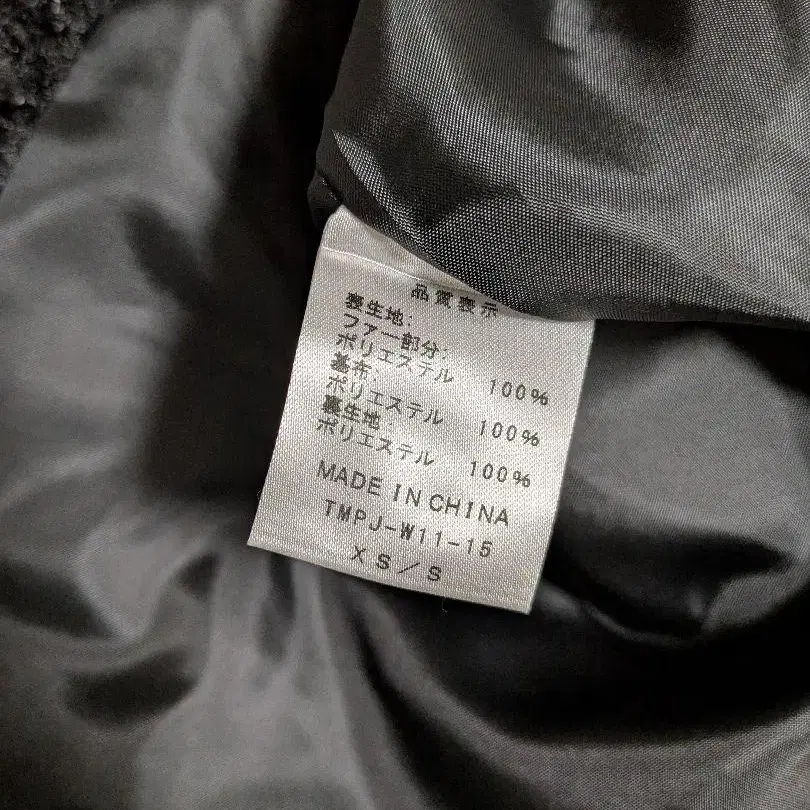 品質表示
表生地:
ファー部分:
ポリエステル 100%
基布:
ポリエステル 100%
裏生地:
ポリエステル 100%
MADE IN CHINA
TMPJ-W11-15
XS/S